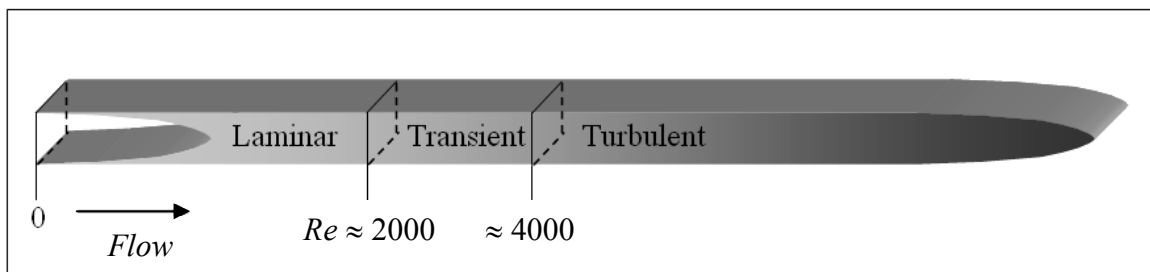 Laminar Transient Turbulent
0
Re ≈ 2000 ≈ 4000
Flow